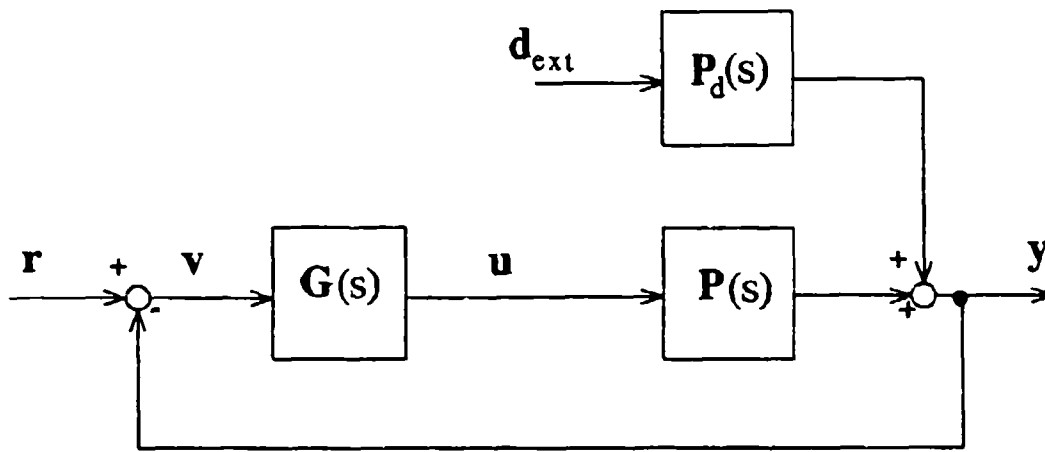 d_ext
P_d(s)
r
+
-
v
G(s)
u
P(s)
+
+
y